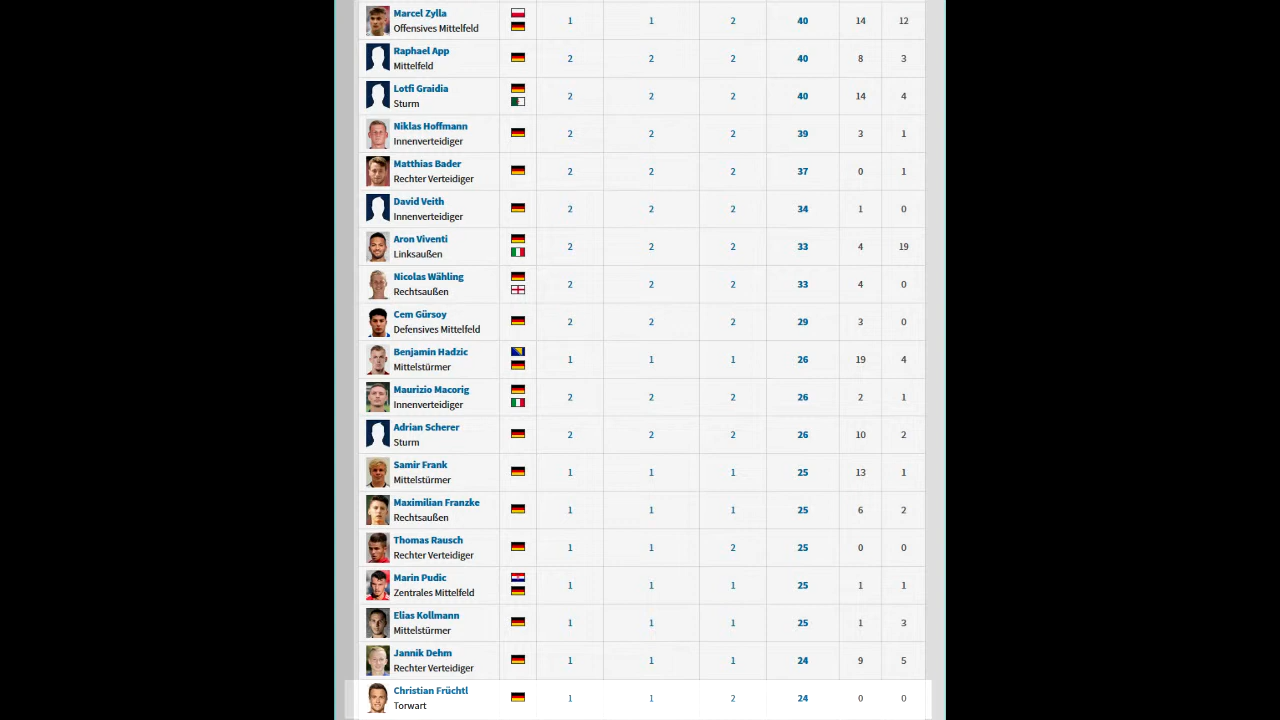 Marcel Zylla
Offensives Mittelfeld
1 1 2 40 14 12
Raphael App
Mittelfeld
2 2 2 40 8 3
Lotfi Graidia
Sturm
2 2 2 40 14 4
Niklas Hoffmann
Innenverteidiger
2 2 2 39 3 1
Matthias Bader
Rechter Verteidiger
2 2 2 37 0 1
David Veith
Innenverteidiger
2 2 2 34 1 0
Aron Viventi
Linksaußen
2 2 2 33 4 19
Nicolas Wähling
Rechtsaußen
2 2 2 33 4 0
Cem Gürsoy
Defensives Mittelfeld
2 2 1 29 3 1
Benjamin Hadzic
Mittelstürmer
1 1 1 26 19 4
Maurizio Macorig
Innenverteidiger
2 2 2 26 2 1
Adrian Scherer
Sturm
2 2 2 26 10 2
Samir Frank
Mittelstürmer
1 1 1 25 13 1
Maximilian Franzke
Rechtsaußen
1 1 1 25 6 2
Thomas Rausch
Rechter Verteidiger
1 1 2 25 0 0
Marin Pudic
Zentrales Mittelfeld
1 1 1 25 1 1
Elias Kollmann
Mittelstürmer
1 1 1 25 1 3
Jannik Dehm
Rechter Verteidiger
1 1 1 24 9 5
Christian Früchtl
Torwart
1 1 2 24 0 0